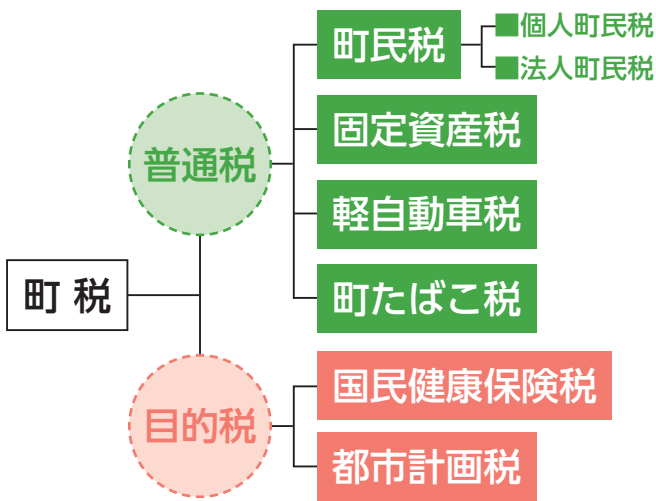 町民税
■個人町民税
■法人町民税
固定資産税
普通税
軽自動車税
町 税
町たばこ税
国民健康保険税
目的税
都市計画税